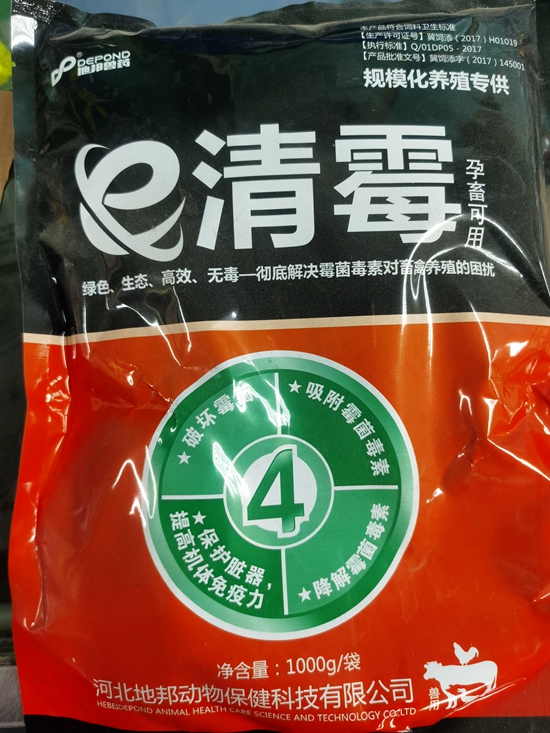 本产品符合饲料卫生标准
【生产许可证号】冀饲添(2017)H01019
【执行标准】Q/01DP05-2017
【产品批准文号】冀饲添字(2017)145001
DEPOND®
地邦兽药
规模化养殖专供
e清霉
孕畜可用
绿色、生态、高效、无毒—彻底解决霉菌毒素对畜禽养殖的困扰
★破坏霉
★吸附霉菌毒素
4
★保护脏器,
提高机体免疫力
★降解霉菌毒素
净含量:1000g/袋
河北地邦动物保健科技有限公司
HEBEIDEPOND ANIMAL HEALTH CARE SCIENCE AND TECHNOLOGY CO.,LTD
兽用